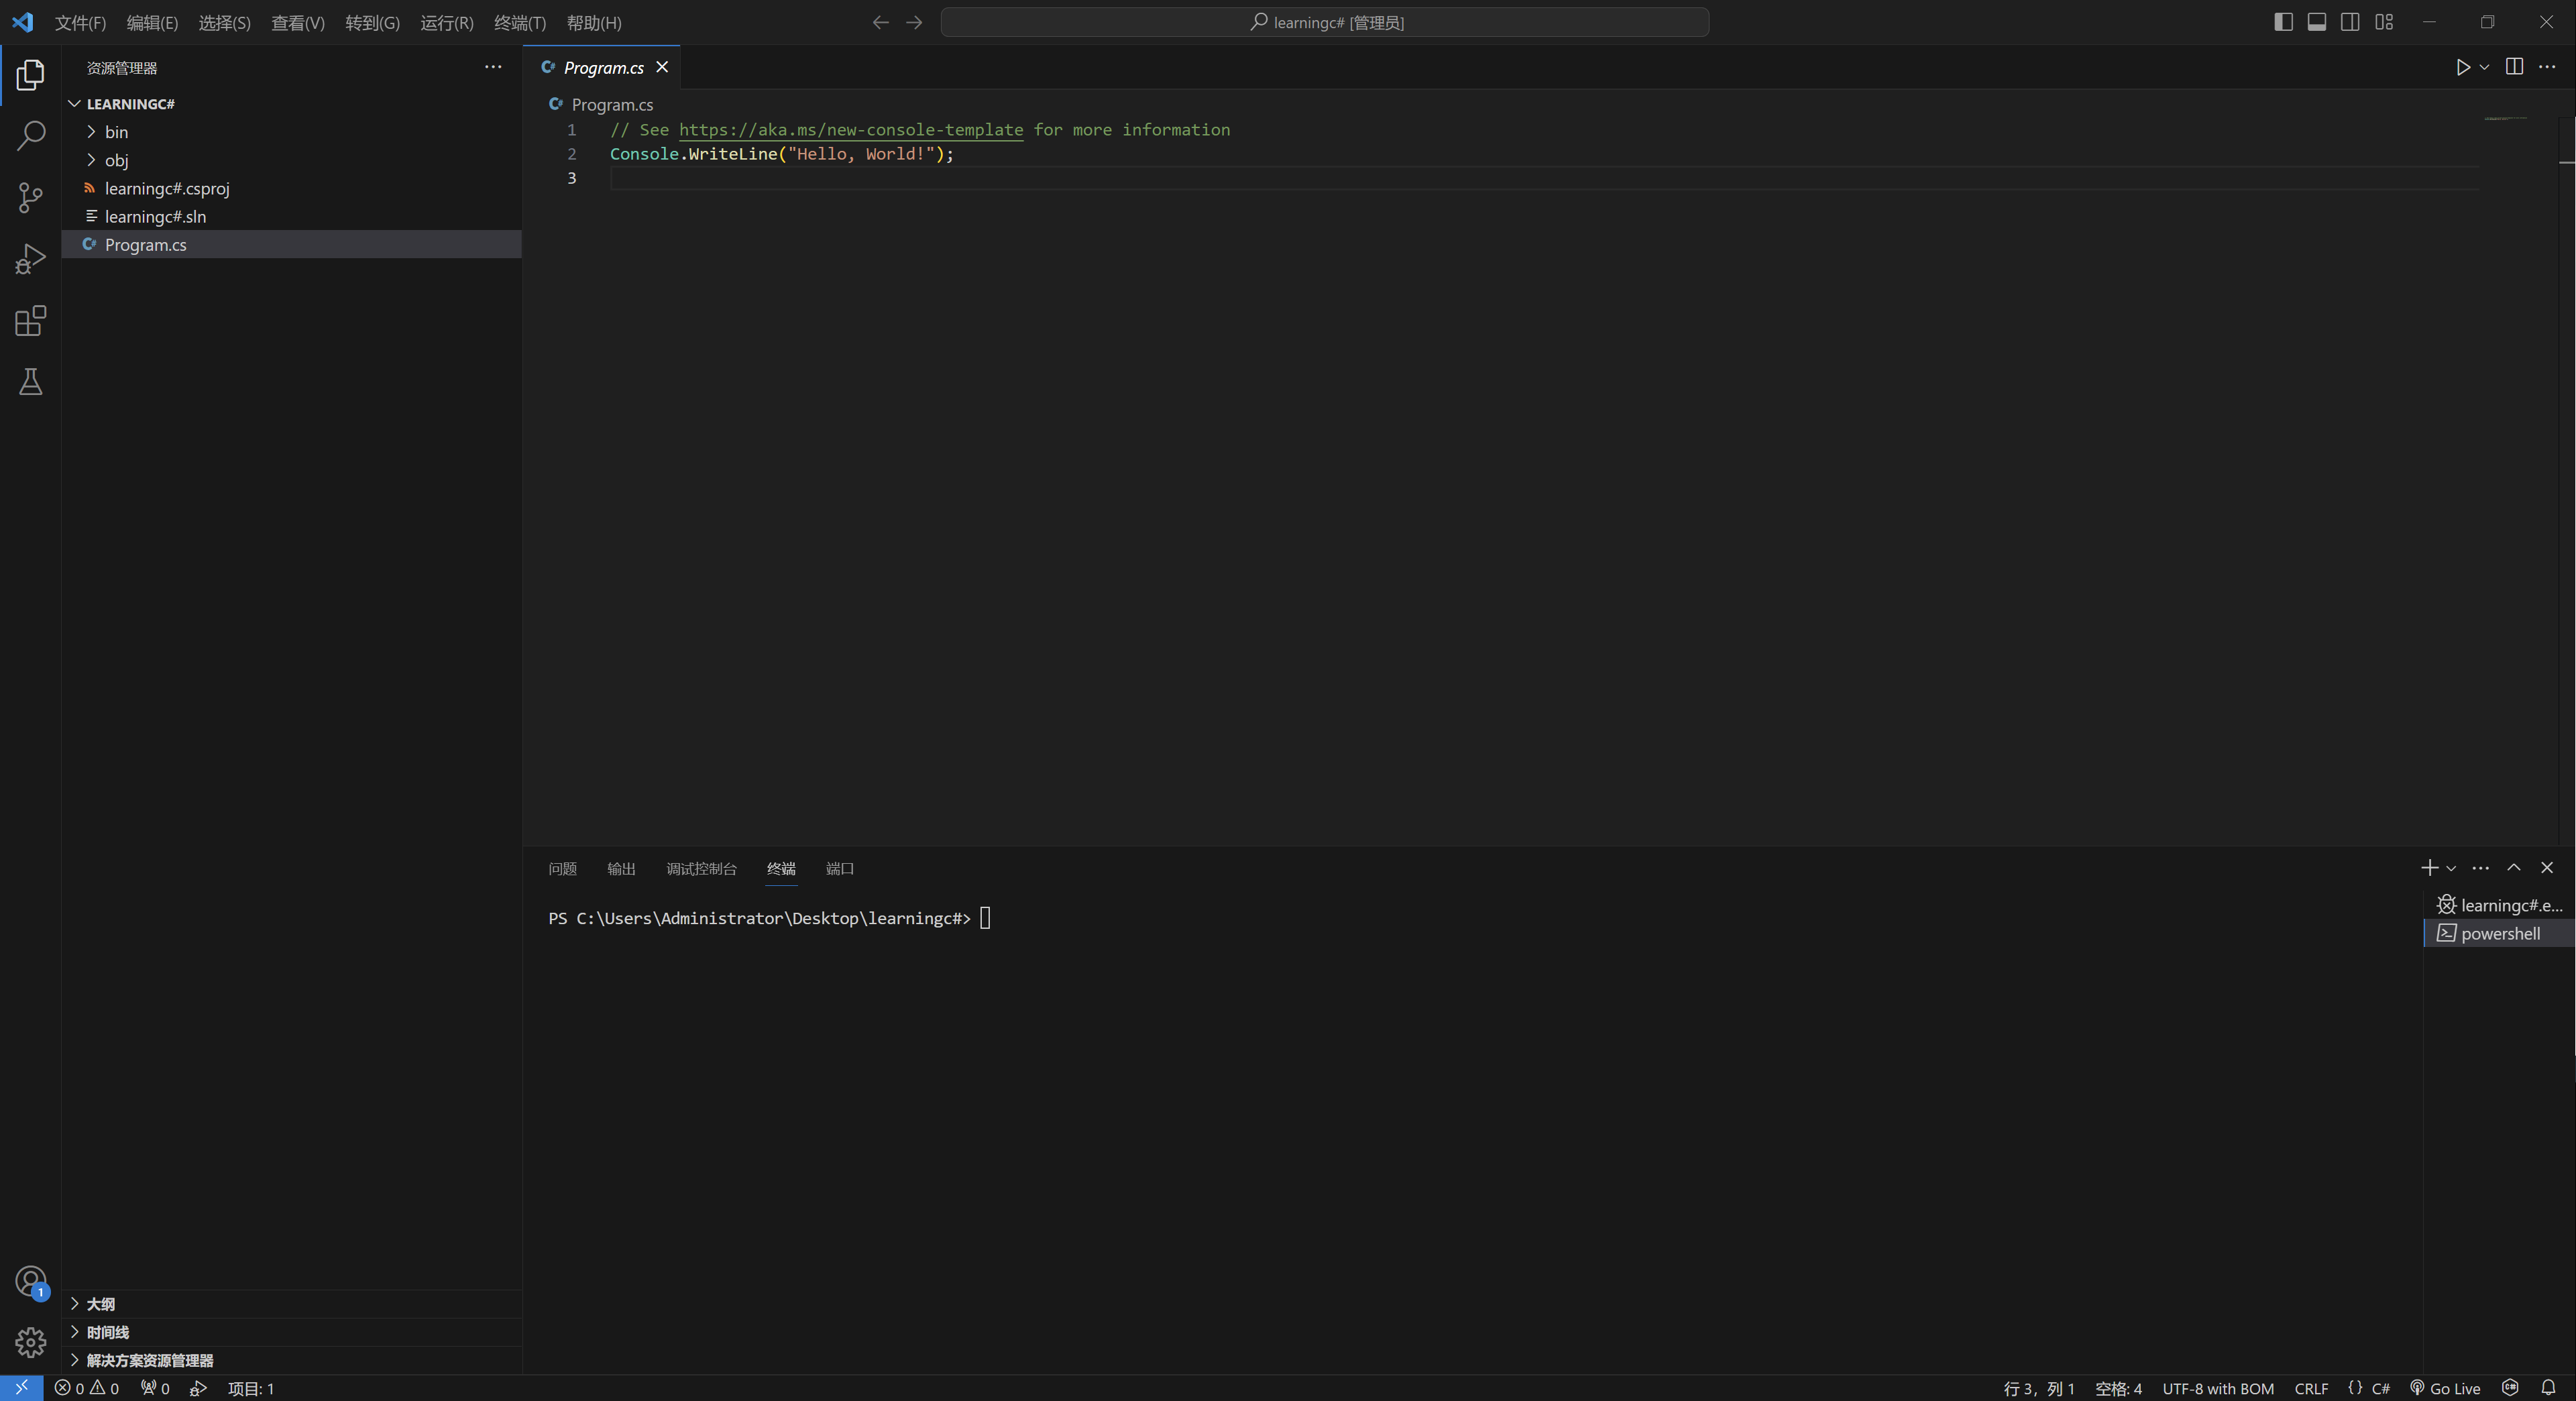 文件(F) 编辑(E) 选择(S) 查看(V) 转到(G) 运行(R) 终端(T) 帮助(H) learningc# [管理员]
资源管理器
LEARNINGC#
bin
obj
learningc#.csproj
learningc#.sln
Program.cs
大纲
时间线
解决方案资源管理器
Program.cs
Program.cs
1 // See https://aka.ms/new-console-template for more information
2 Console.WriteLine("Hello, World!");
3
问题 输出 调试控制台 终端 端口
PS C:\Users\Administrator\Desktop\learningc#>
learningc#.e...
powershell
1
0 0 0 项目: 1 行 3，列 1 空格: 4 UTF-8 with BOM CRLF {} C# Go Live